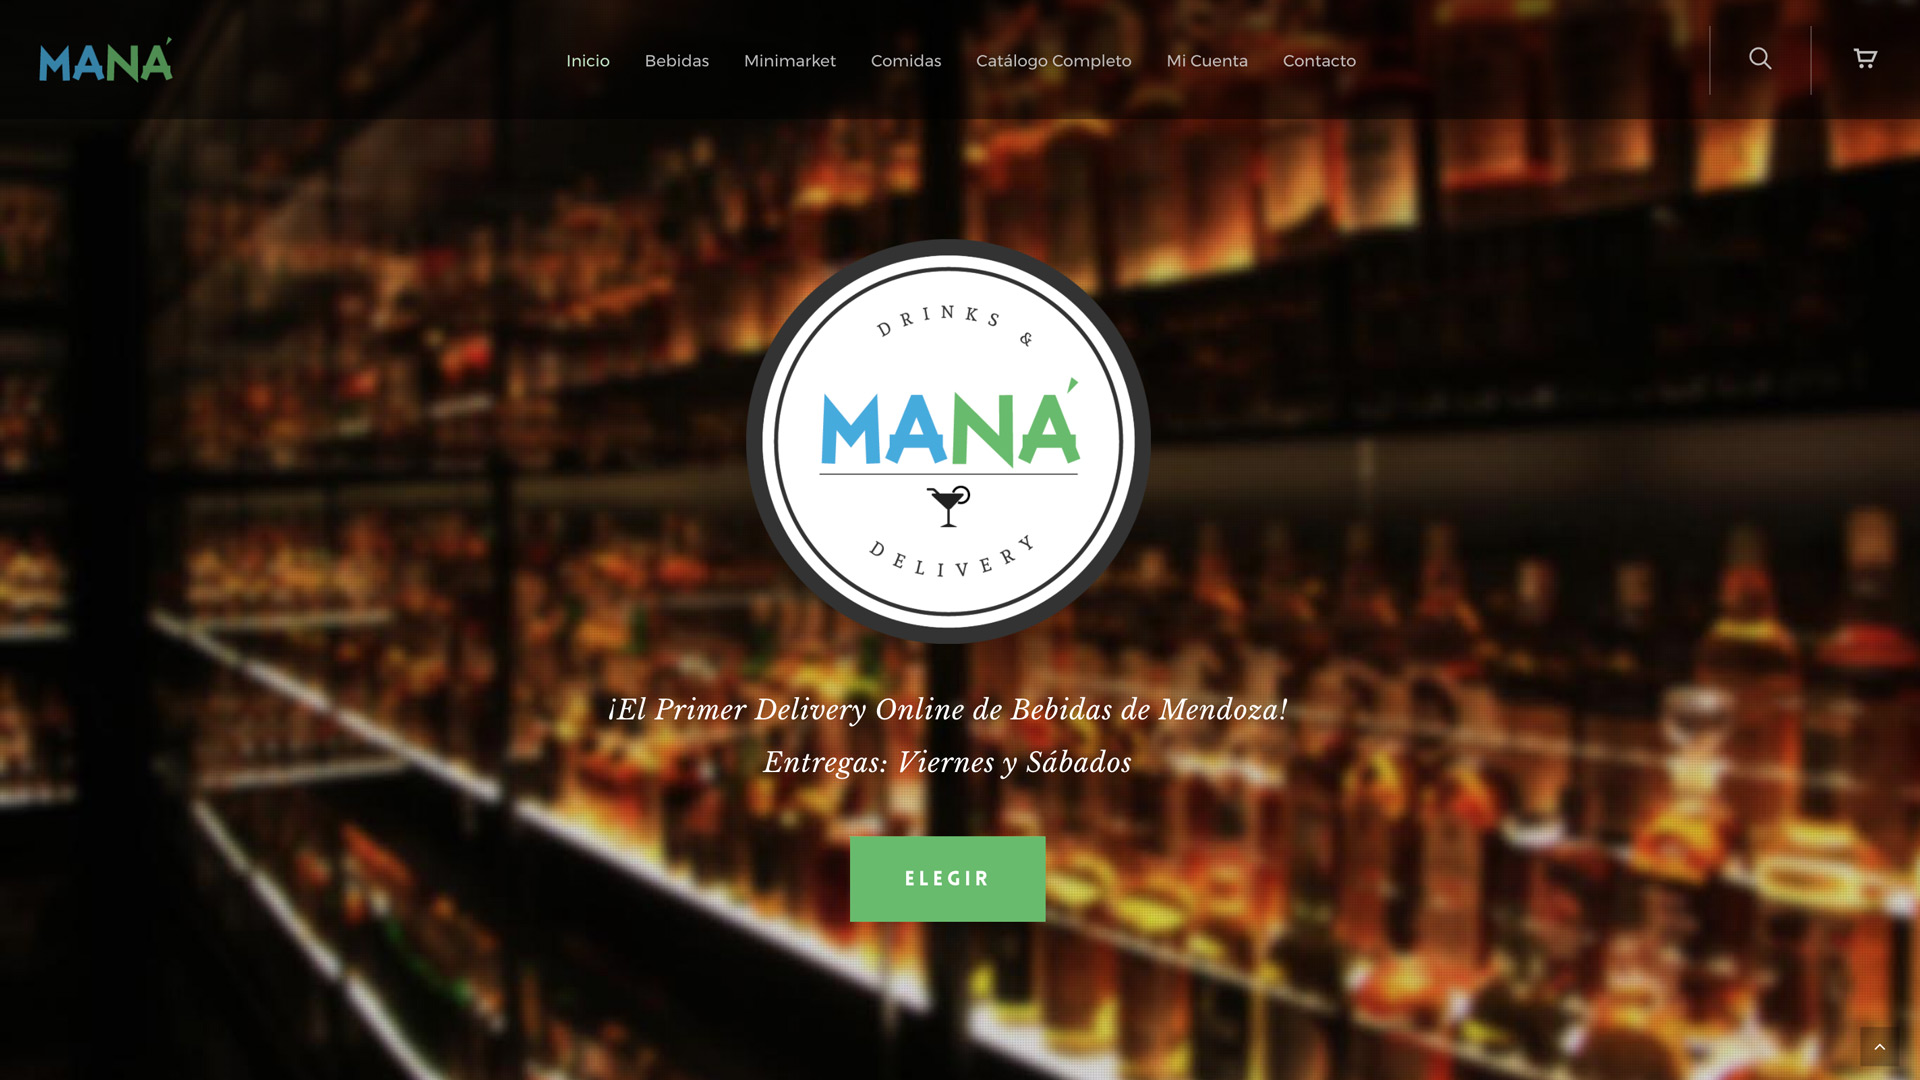 MANÁ
Inicio Bebidas Minimarket Comidas Catálogo Completo Mi Cuenta Contacto
DRINKS &
MANÁ
DELIVERY
¡El Primer Delivery Online de Bebidas de Mendoza!
Entregas: Viernes y Sábados
ELEGIR